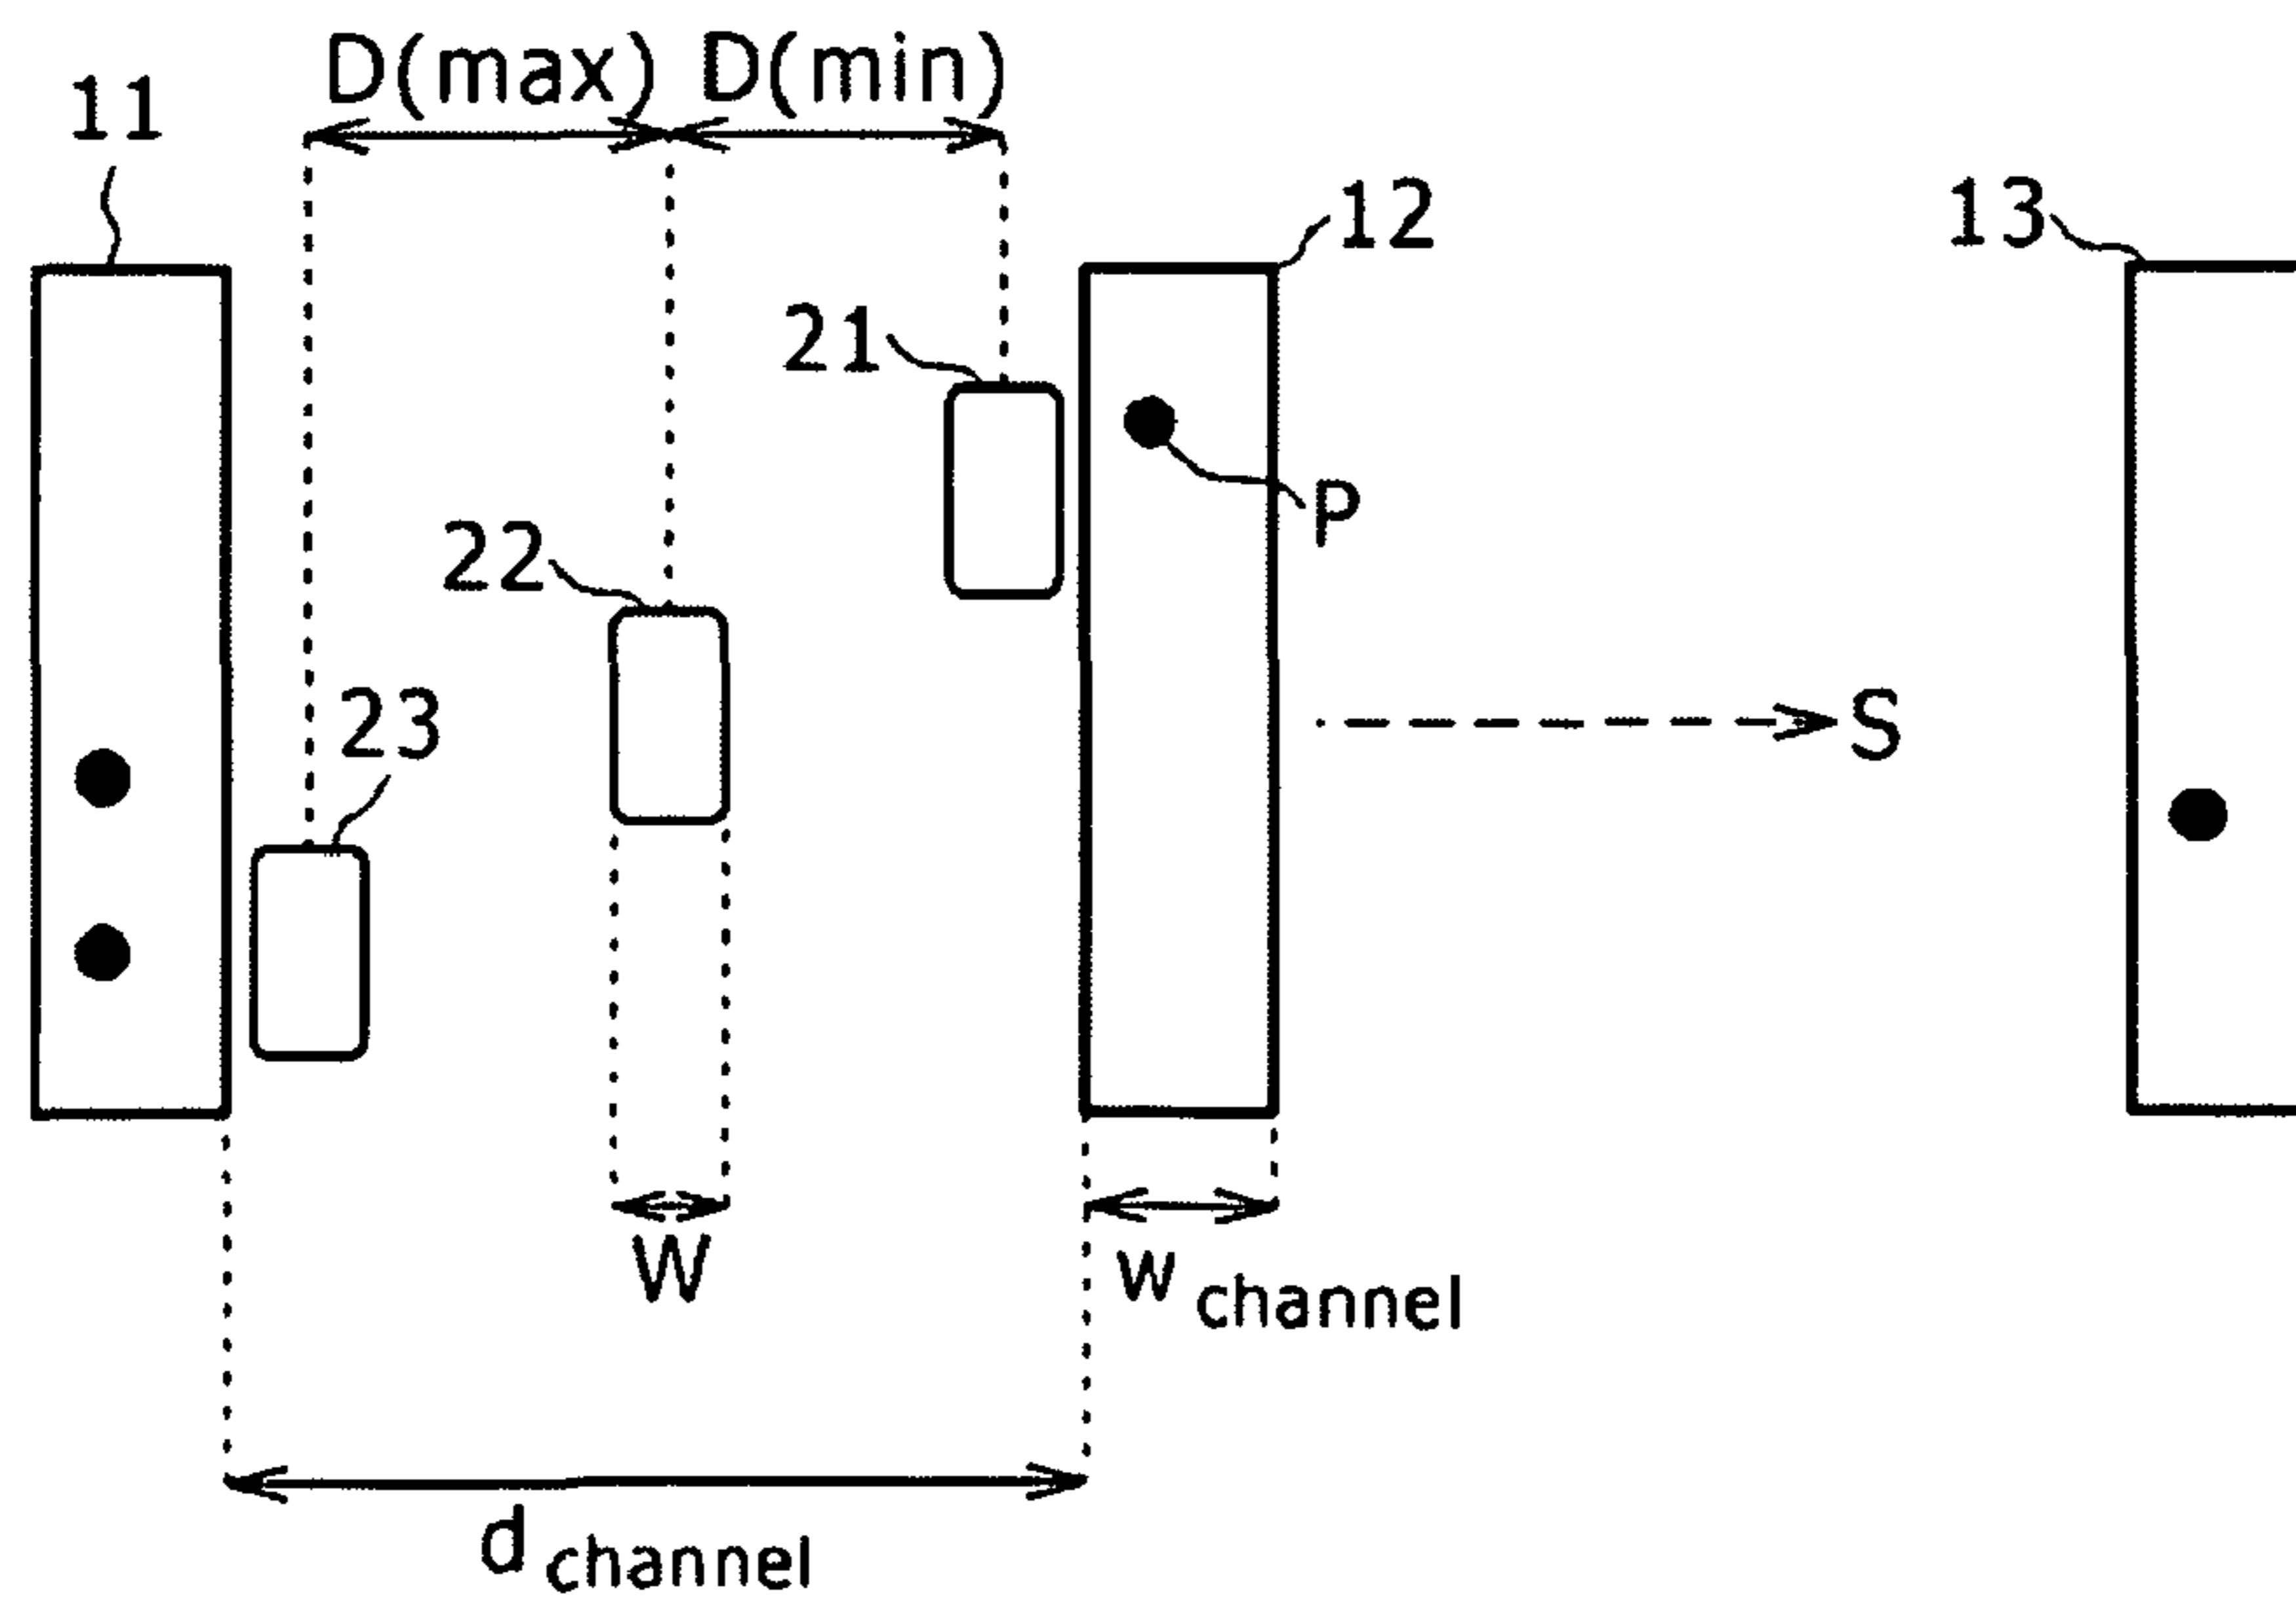 D(max) D(min)
11
12
13
21
P
22
23
S
W
w channel
d channel